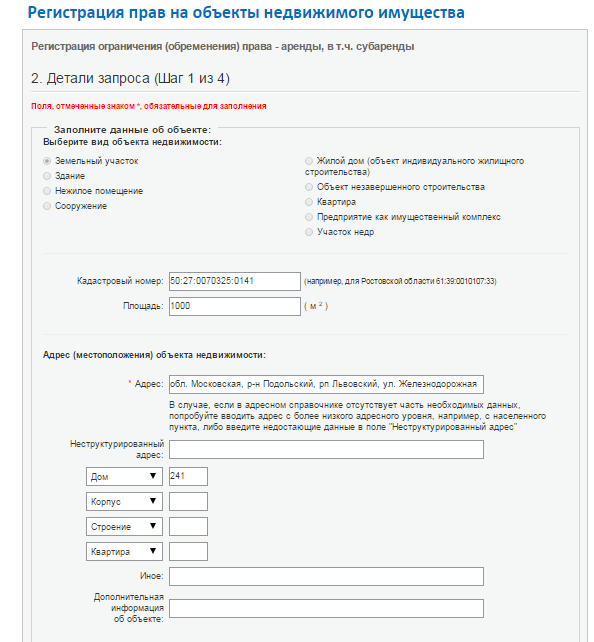 Регистрация прав на объекты недвижимого имущества
Регистрация ограничения (обременения) права - аренды, в т.ч. субаренды
2. Детали запроса (Шаг 1 из 4)
Поля, отмеченные знаком *, обязательные для заполнения
Заполните данные об объекте:
Выберите вид объекта недвижимости:
Земельный участок
Здание
Нежилое помещение
Сооружение
Жилой дом (объект индивидуального жилищного
строительства)
Объект незавершенного строительства
Квартира
Предприятие как имущественный комплекс
Участок недр
Кадастровый номер: 50:27:0070325:0141 (например, для Ростовской области 61:39:0010107:33)
Площадь: 1000 ( м ² )
Адрес (местоположения) объекта недвижимости:
* Адрес: обл. Московская, р-н Подольский, рп Львовский, ул. Железнодорожная
В случае, если в адресном справочнике отсутствует часть необходимых данных,
попробуйте вводить адрес с более низкого адресного уровня, например, с населенного
пункта, либо введите недостающие данные в поле "Неструктурированный адрес"
Неструктурированный
адрес:
Дом 241
Корпус
Строение
Квартира
Иное:
Дополнительная
информация
об объекте: